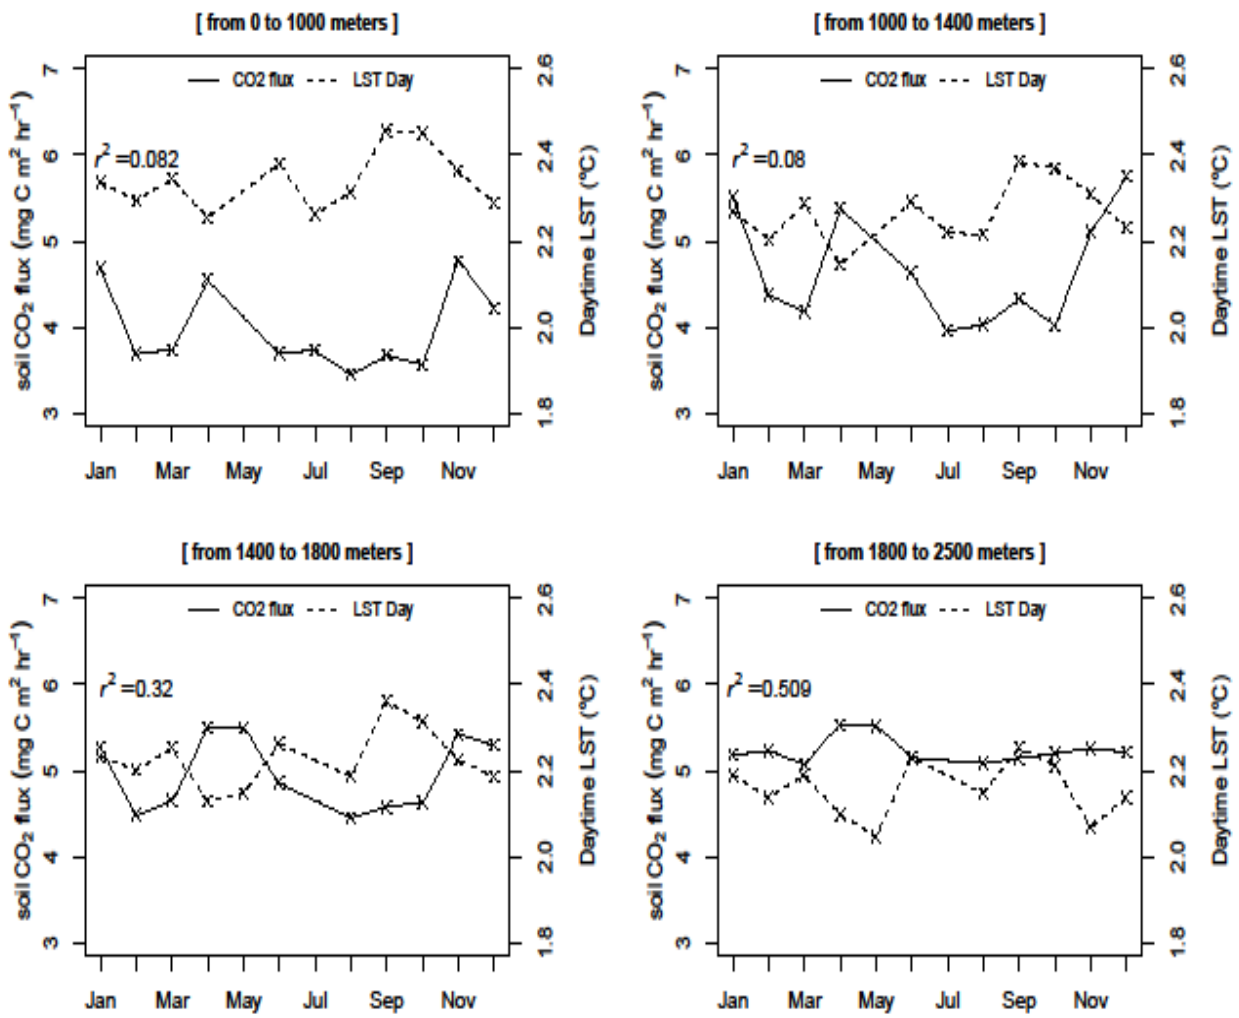 [ from 0 to 1000 meters ]
CO2 flux LST Day
r² =0.082
soil CO₂ flux (mg C m² hr⁻¹)
3 4 5 6 7
Daytime LST (°C)
1.8 2.0 2.2 2.4 2.6
Jan Mar May Jul Sep Nov
[ from 1000 to 1400 meters ]
CO2 flux LST Day
r² =0.08
soil CO₂ flux (mg C m² hr⁻¹)
3 4 5 6 7
Daytime LST (°C)
1.8 2.0 2.2 2.4 2.6
Jan Mar May Jul Sep Nov
[ from 1400 to 1800 meters ]
CO2 flux LST Day
r² =0.32
soil CO₂ flux (mg C m² hr⁻¹)
3 4 5 6 7
Daytime LST (°C)
1.8 2.0 2.2 2.4 2.6
Jan Mar May Jul Sep Nov
[ from 1800 to 2500 meters ]
CO2 flux LST Day
r² =0.509
soil CO₂ flux (mg C m² hr⁻¹)
3 4 5 6 7
Daytime LST (°C)
1.8 2.0 2.2 2.4 2.6
Jan Mar May Jul Sep Nov